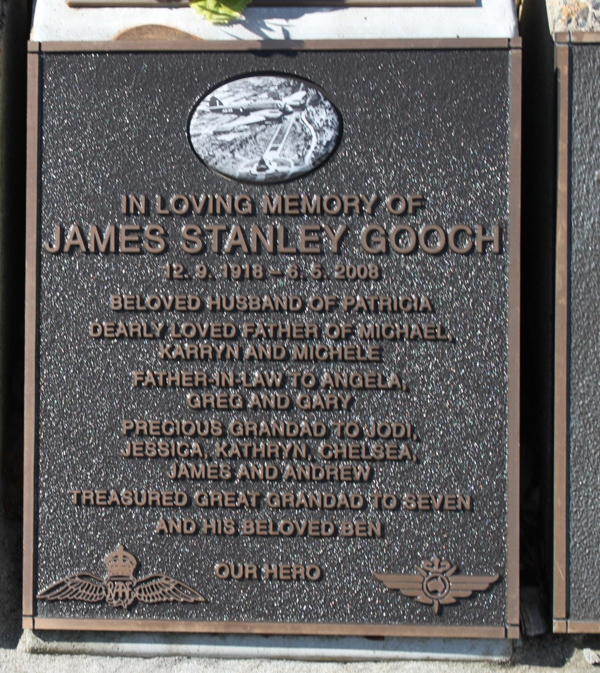 IN LOVING MEMORY OF
JAMES STANLEY GOOCH
12. 9. 1918 – 6. 5. 2008
BELOVED HUSBAND OF PATRICIA
DEARLY LOVED FATHER OF MICHAEL,
KARRYN AND MICHELE
FATHER-IN-LAW TO ANGELA,
GREG AND GARY
PRECIOUS GRANDAD TO JODI,
JESSICA, KATHRYN, CHELSEA,
JAMES AND ANDREW
TREASURED GREAT GRANDAD TO SEVEN
AND HIS BELOVED BEN
OUR HERO